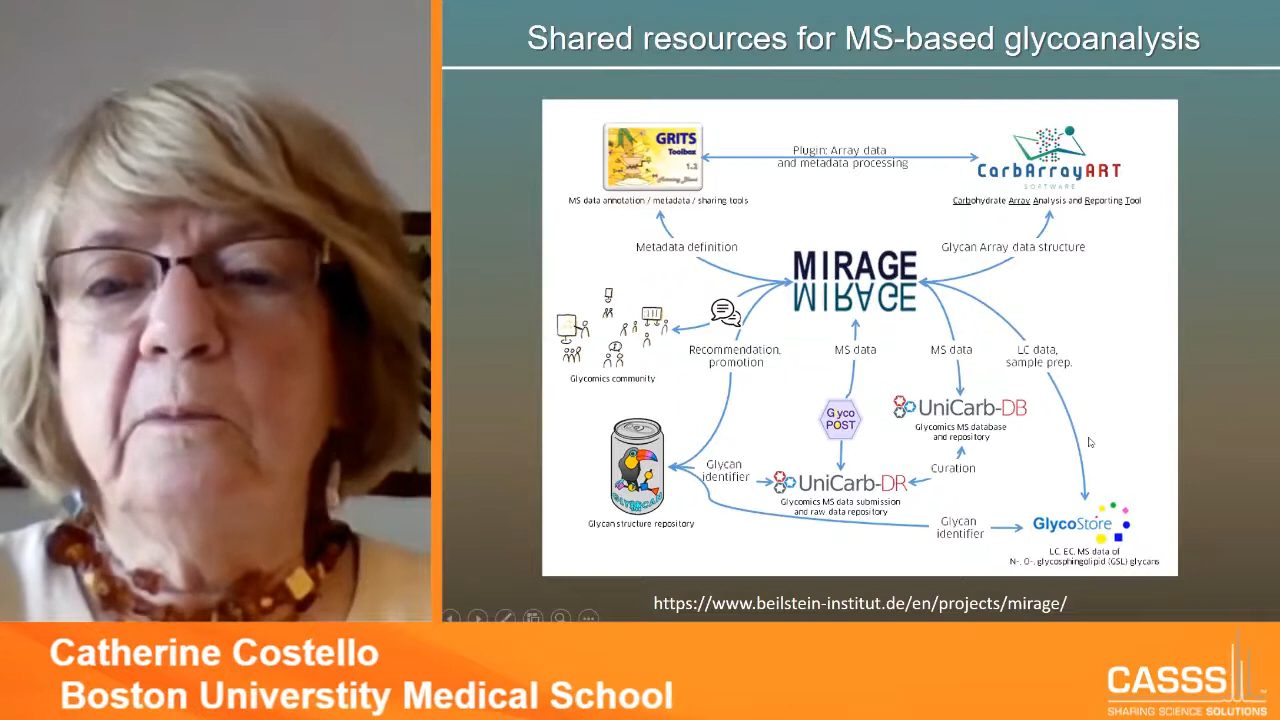 Shared resources for MS-based glycoanalysis
GRITS
Toolbox
1.2
Plugin: Array data
and metadata processing
CarbArrayART
SOFTWARE
MS data annotation / metadata / sharing tools
Carbohydrate Array Analysis and Reporting Tool
Metadata definition
Glycan Array data structure
MIRAGE
MIRAGE
Recommendation,
promotion
MS data
MS data
LC data,
sample prep.
Glycomics community
Glyco
POST
UniCarb-DB
Glycomics MS database
and repository
Glycan
identifier
Curation
UniCarb-DR
Glycomics MS data submission
and raw data repository
Glycan structure repository
Glycan
identifier
GlycoStore
LC, EC, MS data of
N-, O-, glycosphingolipid (GSL) glycans
https://www.beilstein-institut.de/en/projects/mirage/
Catherine Costello
Boston Universtity Medical School
CASSS
SHARING SCIENCE SOLUTIONS